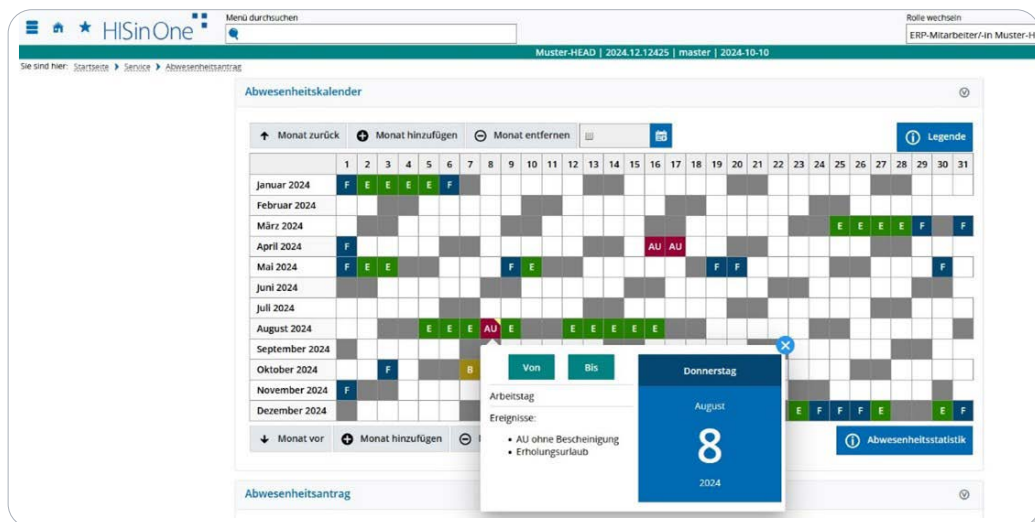 HISinOne
Menü durchsuchen
Rolle wechseln
ERP-Mitarbeiter/-in Muster-H
Muster-HEAD | 2024.12.12425 | master | 2024-10-10
Sie sind hier: Startseite Service Abwesenheitsantrag
Abwesenheitskalender
Monat zurück Monat hinzufügen Monat entfernen Legende
1 2 3 4 5 6 7 8 9 10 11 12 13 14 15 16 17 18 19 20 21 22 23 24 25 26 27 28 29 30 31
Januar 2024 F E E E E F
Februar 2024
März 2024 E E E E F F
April 2024 F AU AU
Mai 2024 F E E F E F F F
Juni 2024
Juli 2024
August 2024 E E E AU E E E E E E
September 2024
Oktober 2024 F B
November 2024 F
Dezember 2024 E F F F E E F
Von Bis
Arbeitstag
Ereignisse:
• AU ohne Bescheinigung
• Erholungsurlaub
Donnerstag
August
8
2024
Monat vor Monat hinzufügen Abwesenheitsstatistik
Abwesenheitsantrag